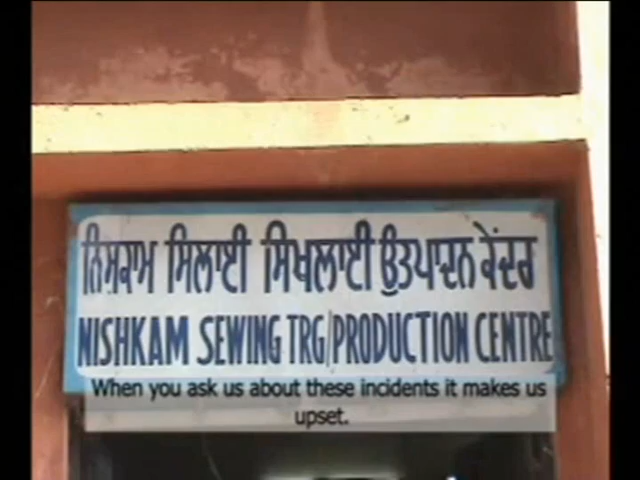 ਨਿਸ਼ਕਾਮ ਸਿਲਾਈ ਸਿਖਲਾਈ ਉਤਪਾਦਨ ਕੇਂਦਰ
NISHKAM SEWING TRG/PRODUCTION CENTRE
When you ask us about these incidents it makes us
upset.